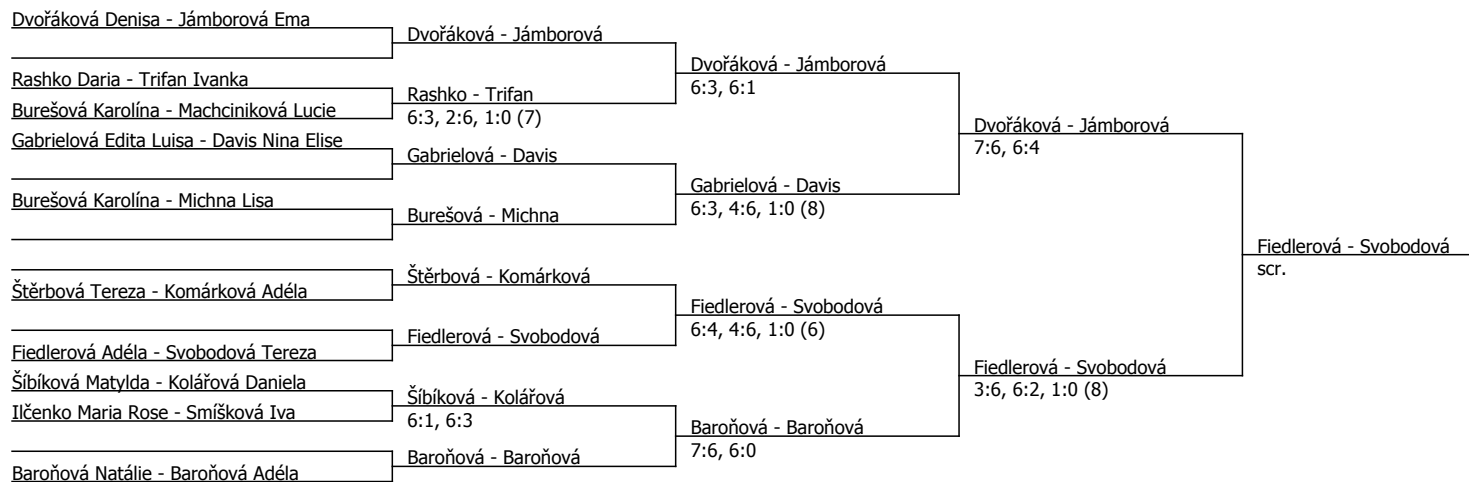 Dvořáková Denisa - Jámborová Ema
Dvořáková - Jámborová
Dvořáková - Jámborová
6:3, 6:1
Rashko Daria - Trifan Ivanka
Rashko - Trifan
6:3, 2:6, 1:0 (7)
Burešová Karolína - Machciniková Lucie
Dvořáková - Jámborová
7:6, 6:4
Gabrielová Edita Luisa - Davis Nina Elise
Gabrielová - Davis
Gabrielová - Davis
6:3, 4:6, 1:0 (8)
Burešová Karolína - Michna Lisa
Burešová - Michna
Fiedlerová - Svobodová
scr.
Štěrbová - Komárková
Štěrbová Tereza - Komárková Adéla
Fiedlerová - Svobodová
6:4, 4:6, 1:0 (6)
Fiedlerová - Svobodová
Fiedlerová Adéla - Svobodová Tereza
Fiedlerová - Svobodová
3:6, 6:2, 1:0 (8)
Šíbíková Matylda - Kolářová Daniela
Šíbíková - Kolářová
6:1, 6:3
Ilčenko Maria Rose - Smíšková Iva
Baroňová - Baroňová
7:6, 6:0
Baroňová - Baroňová
Baroňová Natálie - Baroňová Adéla